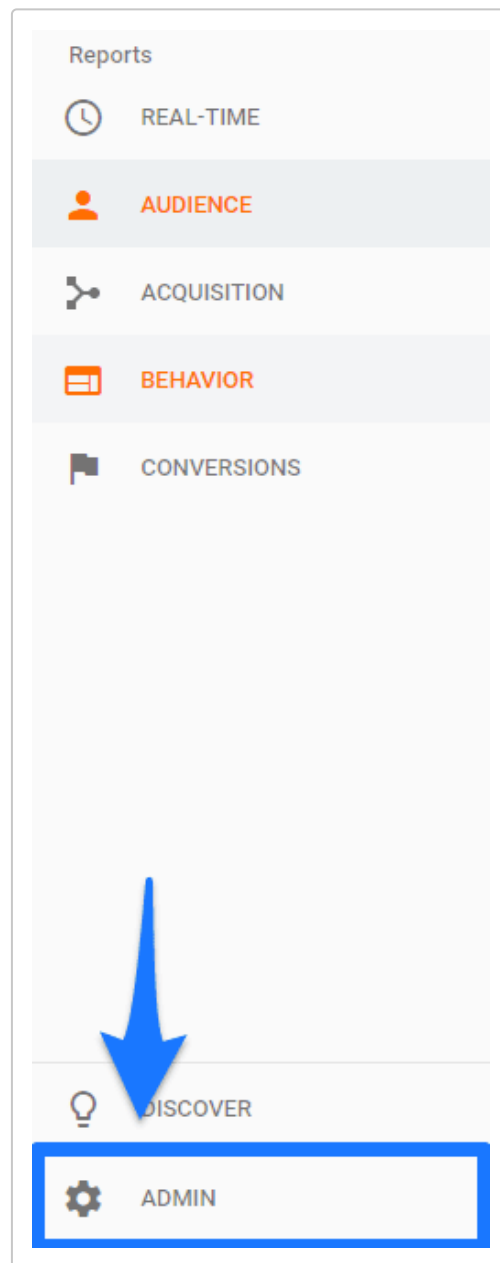 Reports
REAL-TIME
AUDIENCE
ACQUISITION
BEHAVIOR
CONVERSIONS
DISCOVER
ADMIN